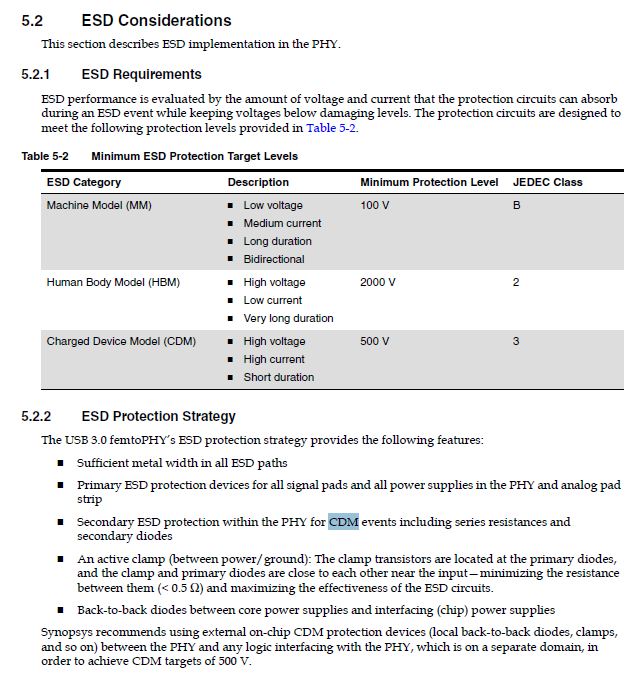 5.2 ESD Considerations
This section describes ESD implementation in the PHY.
5.2.1 ESD Requirements
ESD performance is evaluated by the amount of voltage and current that the protection circuits can absorb
during an ESD event while keeping voltages below damaging levels. The protection circuits are designed to
meet the following protection levels provided in Table 5-2.
Table 5-2 Minimum ESD Protection Target Levels
ESD Category Description Minimum Protection Level JEDEC Class
Machine Model (MM) ■ Low voltage 100 V B
■ Medium current
■ Long duration
■ Bidirectional
Human Body Model (HBM) ■ High voltage 2000 V 2
■ Low current
■ Very long duration
Charged Device Model (CDM) ■ High voltage 500 V 3
■ High current
■ Short duration
5.2.2 ESD Protection Strategy
The USB 3.0 femtoPHY's ESD protection strategy provides the following features:
■ Sufficient metal width in all ESD paths
■ Primary ESD protection devices for all signal pads and all power supplies in the PHY and analog pad
strip
■ Secondary ESD protection within the PHY for CDM events including series resistances and
secondary diodes
■ An active clamp (between power/ground): The clamp transistors are located at the primary diodes,
and the clamp and primary diodes are close to each other near the input—minimizing the resistance
between them (< 0.5 Ω) and maximizing the effectiveness of the ESD circuits.
■ Back-to-back diodes between core power supplies and interfacing (chip) power supplies
Synopsys recommends using external on-chip CDM protection devices (local back-to-back diodes, clamps,
and so on) between the PHY and any logic interfacing with the PHY, which is on a separate domain, in
order to achieve CDM targets of 500 V.